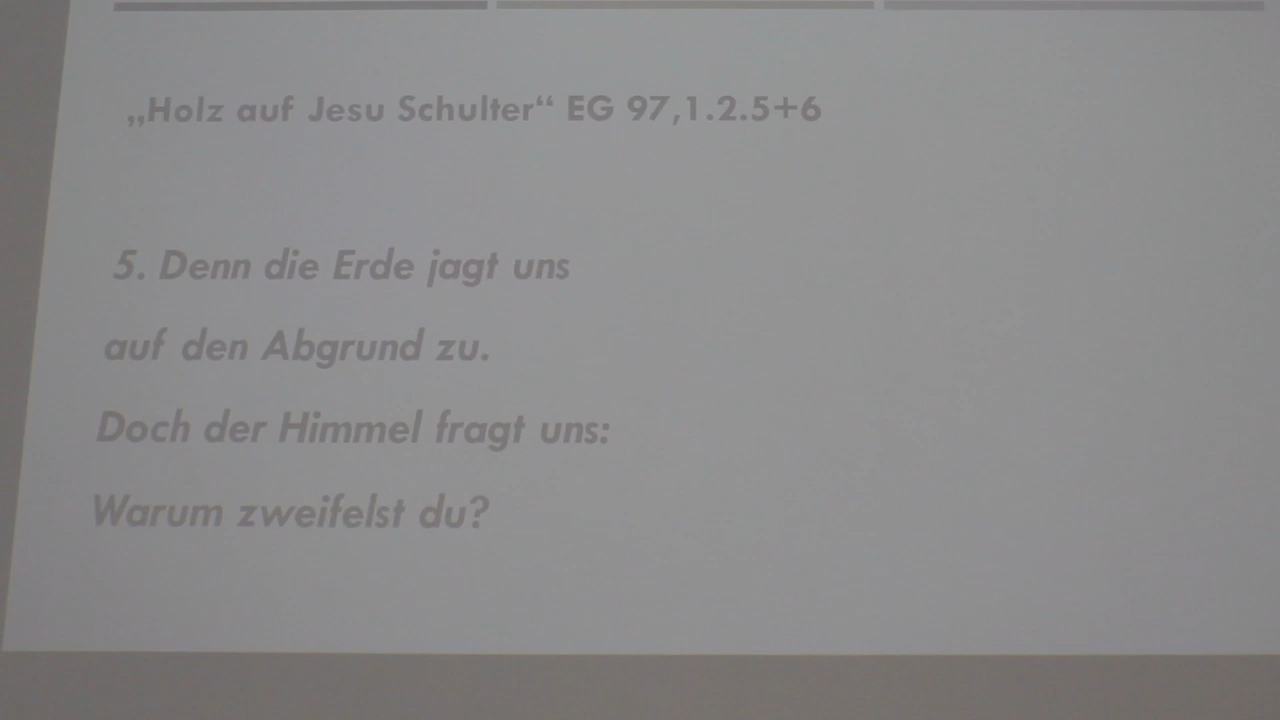 „Holz auf Jesu Schulter“ EG 97,1.2.5+6
5. Denn die Erde jagt uns
auf den Abgrund zu.
Doch der Himmel fragt uns:
Warum zweifelst du?